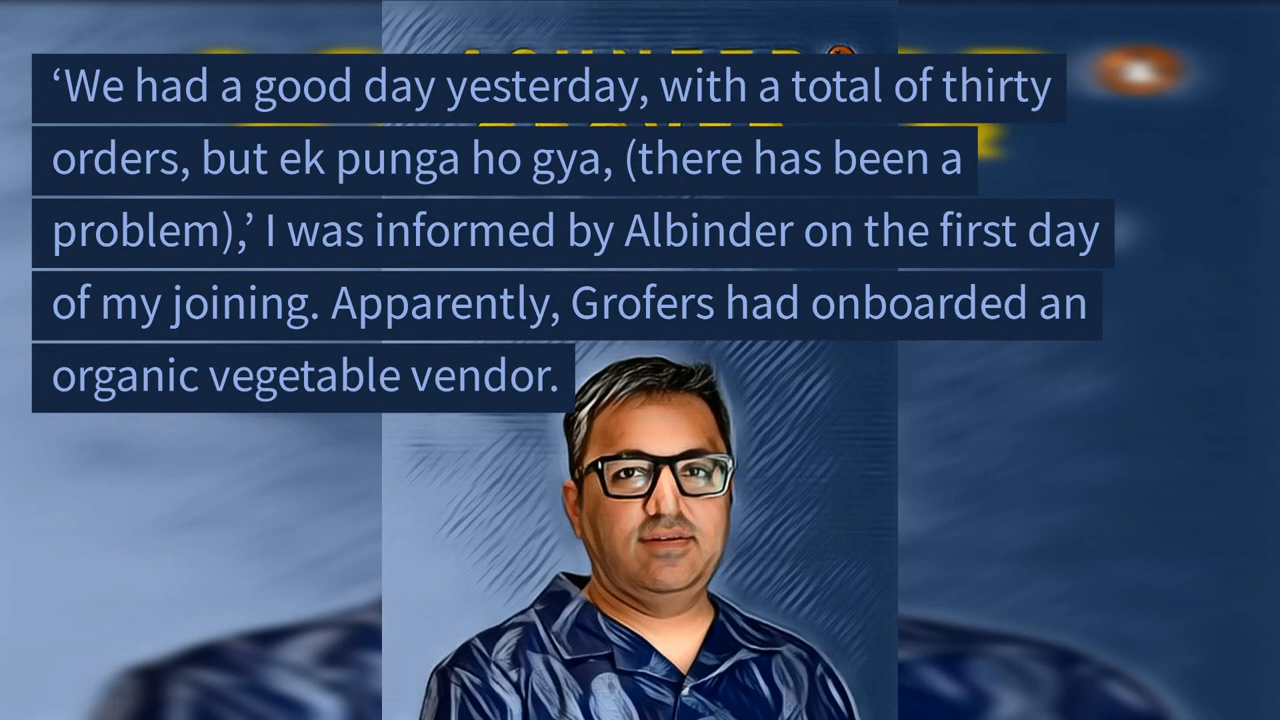 ‘We had a good day yesterday, with a total of thirty
orders, but ek punga ho gya, (there has been a
problem),’ I was informed by Albinder on the first day
of my joining. Apparently, Grofers had onboarded an
organic vegetable vendor.